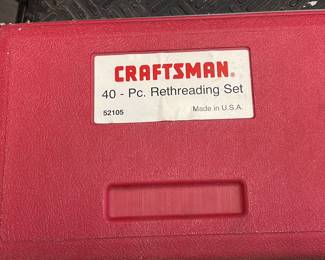 CRAFTSMAN®
40 - Pc. Rethreading Set
52105 Made in U.S.A.